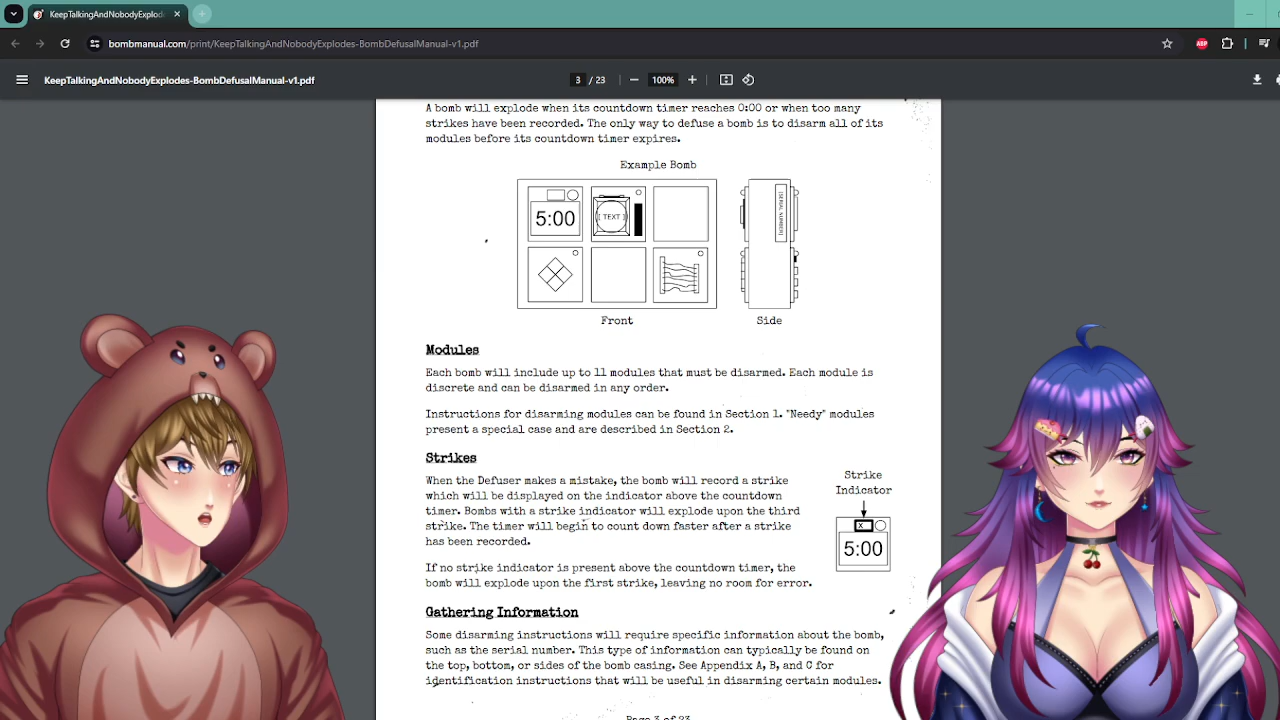 KeepTalkingAndNobodyExplode
bombmanual.com/print/KeepTalkingAndNobodyExplodes-BombDefusalManual-v1.pdf
ABP
KeepTalkingAndNobodyExplodes-BombDefusalManual-v1.pdf
3 / 23
100%
A bomb will explode when its countdown timer reaches 0:00 or when too many
strikes have been recorded. The only way to defuse a bomb is to disarm all of its
modules before its countdown timer expires.
Example Bomb
5:00
[ TEXT ]
[SERIAL NUMBER]
Front
Side
Modules
Each bomb will include up to 11 modules that must be disarmed. Each module is
discrete and can be disarmed in any order.
Instructions for disarming modules can be found in Section 1. "Needy" modules
present a special case and are described in Section 2.
Strikes
When the Defuser makes a mistake, the bomb will record a strike
which will be displayed on the indicator above the countdown
timer. Bombs with a strike indicator will explode upon the third
strike. The timer will begin to count down faster after a strike
has been recorded.
If no strike indicator is present above the countdown timer, the
bomb will explode upon the first strike, leaving no room for error.
Strike
Indicator
X
5:00
Gathering Information
Some disarming instructions will require specific information about the bomb,
such as the serial number. This type of information can typically be found on
the top, bottom, or sides of the bomb casing. See Appendix A, B, and C for
identification instructions that will be useful in disarming certain modules.
Page 3 of 23